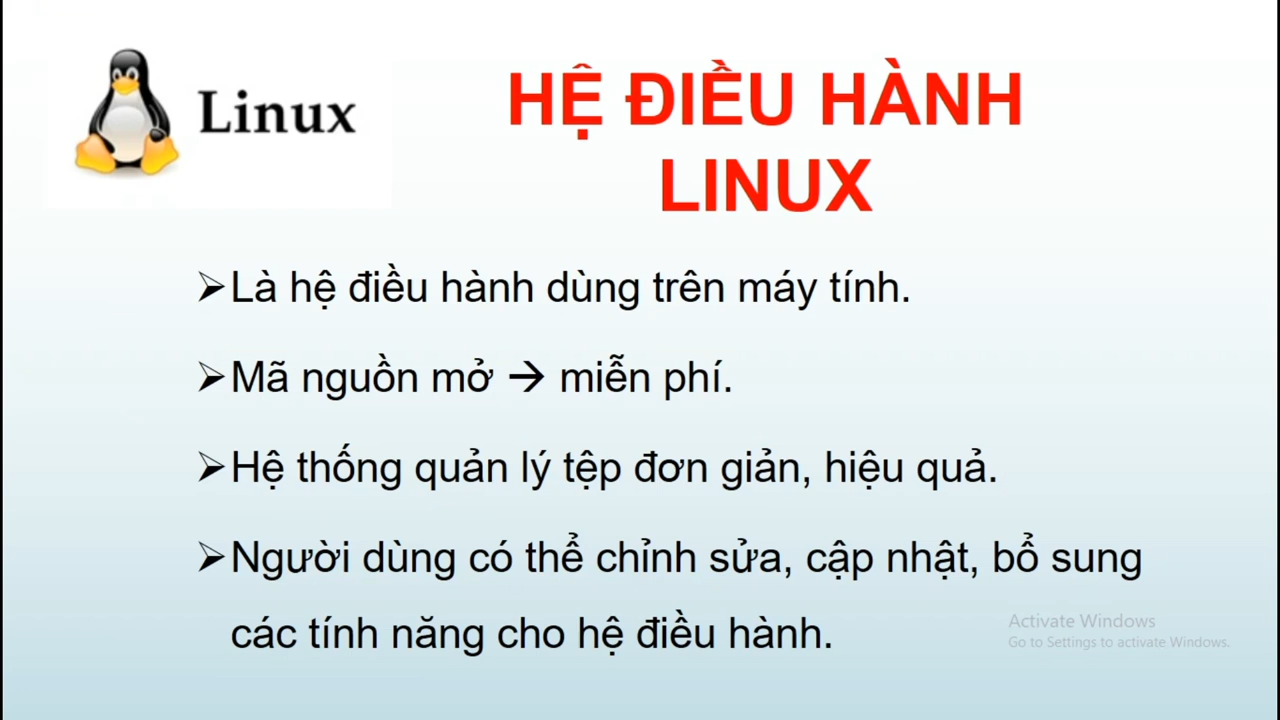 Linux
HỆ ĐIỀU HÀNH
LINUX
➢Là hệ điều hành dùng trên máy tính.
➢Mã nguồn mở → miễn phí.
➢Hệ thống quản lý tệp đơn giản, hiệu quả.
➢Người dùng có thể chỉnh sửa, cập nhật, bổ sung
các tính năng cho hệ điều hành.
Activate Windows
Go to Settings to activate Windows.